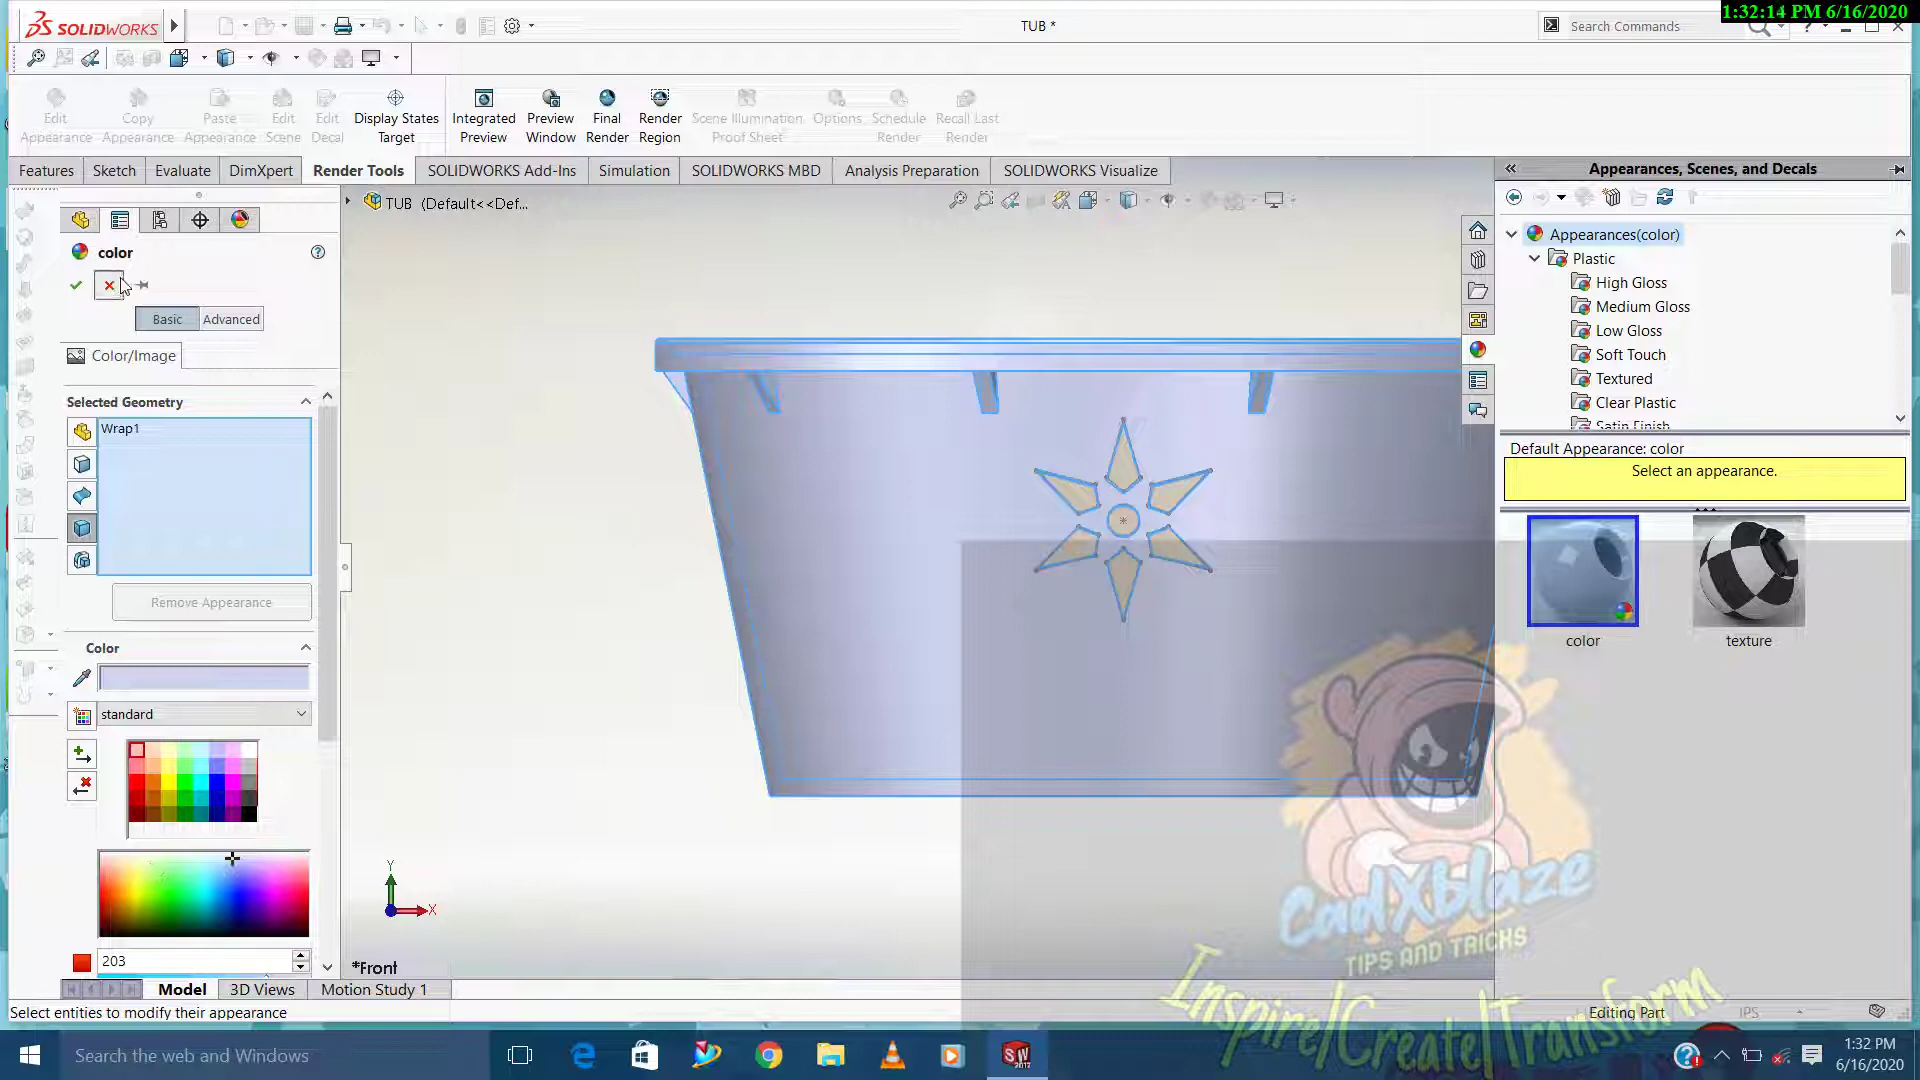 1:32:14 PM 6/16/2020
SOLIDWORKS
TUB *
Search Commands
Edit Appearance
Copy Appearance
Paste Appearance
Edit Scene
Edit Decal
Display States Target
Integrated Preview
Preview Window
Final Render
Render Region
Scene Illumination Proof Sheet
Options
Schedule Render
Recall Last Render
Features
Sketch
Evaluate
DimXpert
Render Tools
SOLIDWORKS Add-Ins
Simulation
SOLIDWORKS MBD
Analysis Preparation
SOLIDWORKS Visualize
Appearances, Scenes, and Decals
TUB (Default<<Def...
color
Basic
Advanced
Color/Image
Selected Geometry
Wrap1
Remove Appearance
Color
standard
203
Appearances(color)
Plastic
High Gloss
Medium Gloss
Low Gloss
Soft Touch
Textured
Clear Plastic
Satin Finish
Default Appearance: color
Select an appearance.
color
texture
Y
X
*Front
CadXblaze
TIPS AND TRICKS
Inspire/Create/Transform
Model
3D Views
Motion Study 1
Select entities to modify their appearance
Editing Part
IPS
Search the web and Windows
SW
2017
1:32 PM
6/16/2020